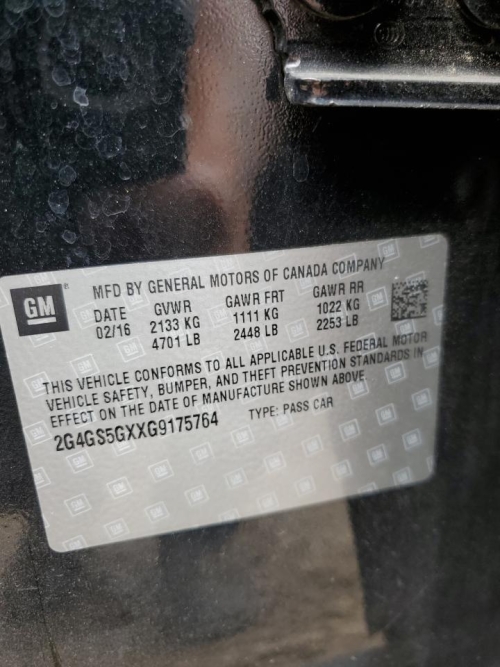 GM
MFD BY GENERAL MOTORS OF CANADA COMPANY
DATE GVWR GAWR FRT GAWR RR
02/16 2133 KG 1111 KG 1022 KG
4701 LB 2448 LB 2253 LB
THIS VEHICLE CONFORMS TO ALL APPLICABLE U.S. FEDERAL MOTOR
VEHICLE SAFETY, BUMPER, AND THEFT PREVENTION STANDARDS IN
EFFECT ON THE DATE OF MANUFACTURE SHOWN ABOVE
2G4GS5GXXG9175764 TYPE: PASS CAR